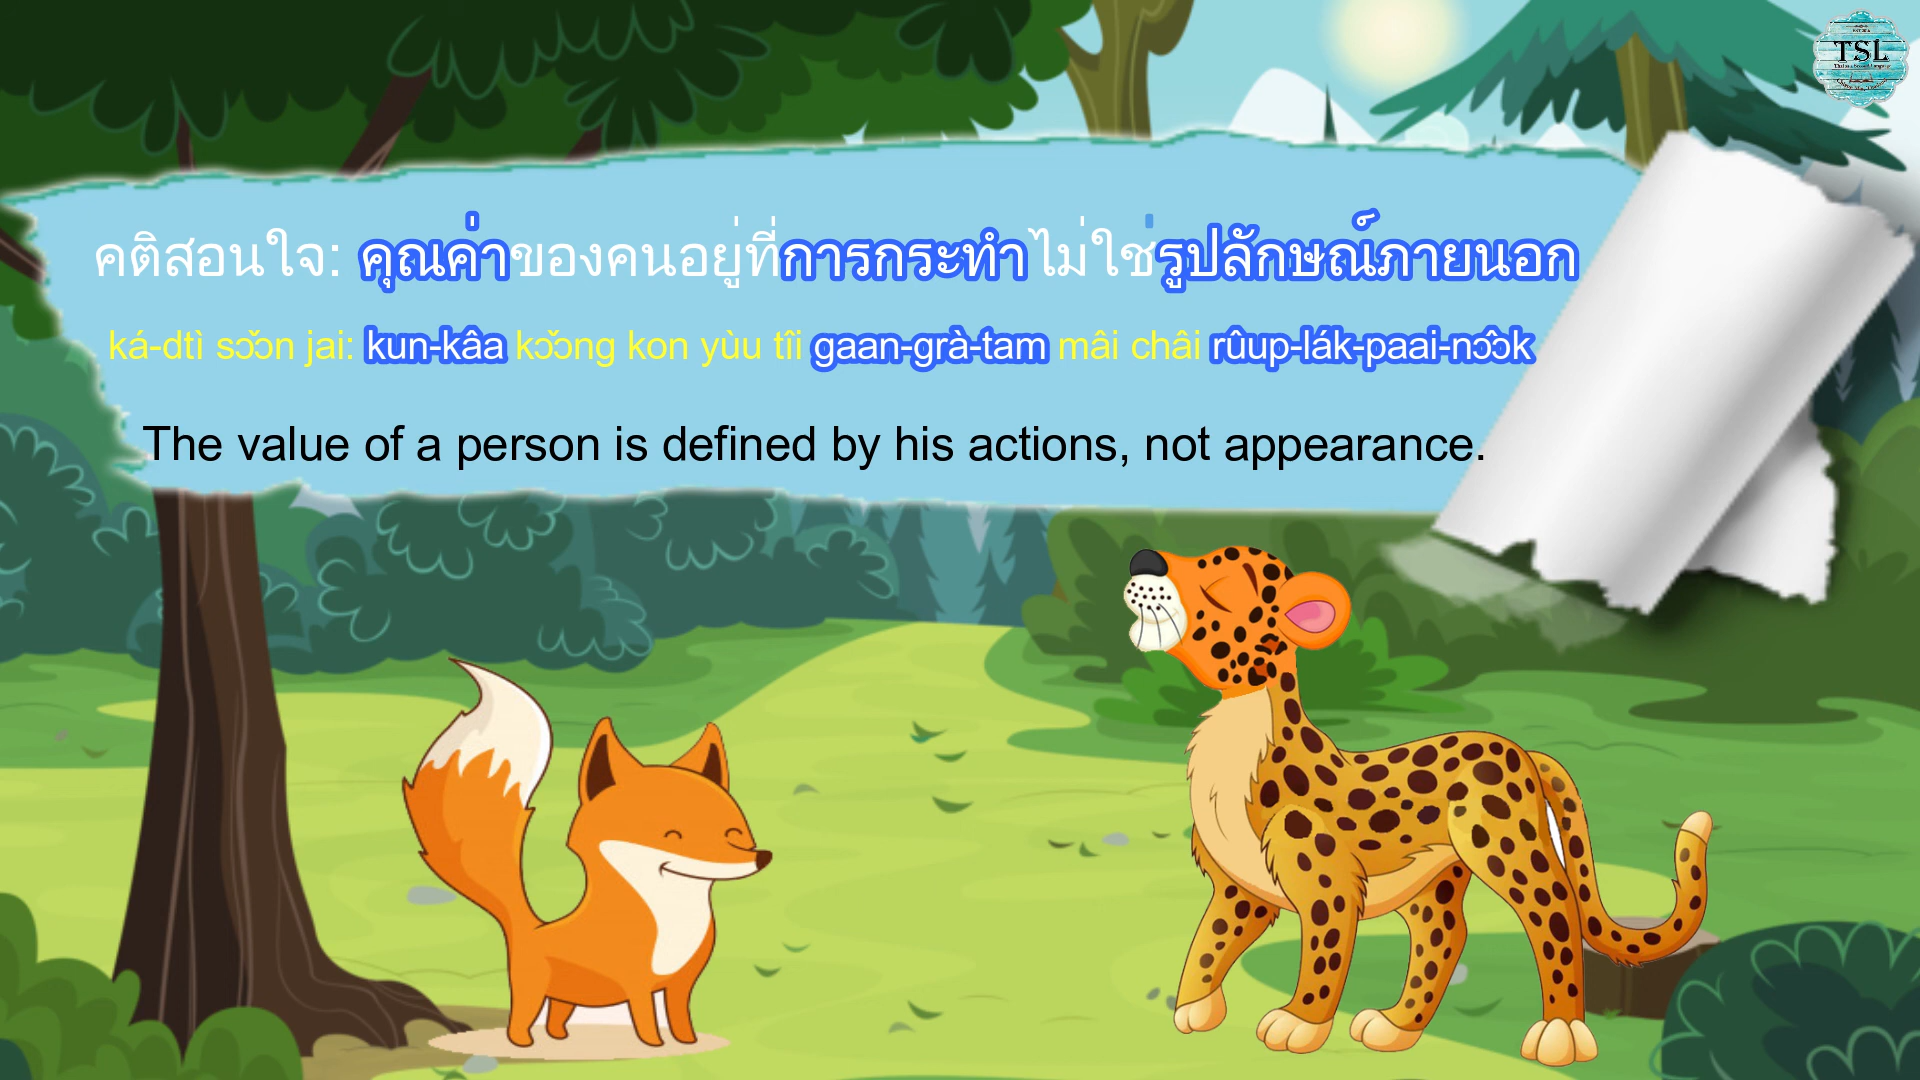 TSL
คติสอนใจ: คุณค่าของคนอยู่ที่การกระทำไม่ใช่รูปลักษณ์ภายนอก
ká-dtì sɔ̌ɔn jai: kun-kâa kɔ̌ɔng kon yùu tîi gaan-grà-tam mâi châi rûup-lák-paai-nɔ̂ɔk
The value of a person is defined by his actions, not appearance.